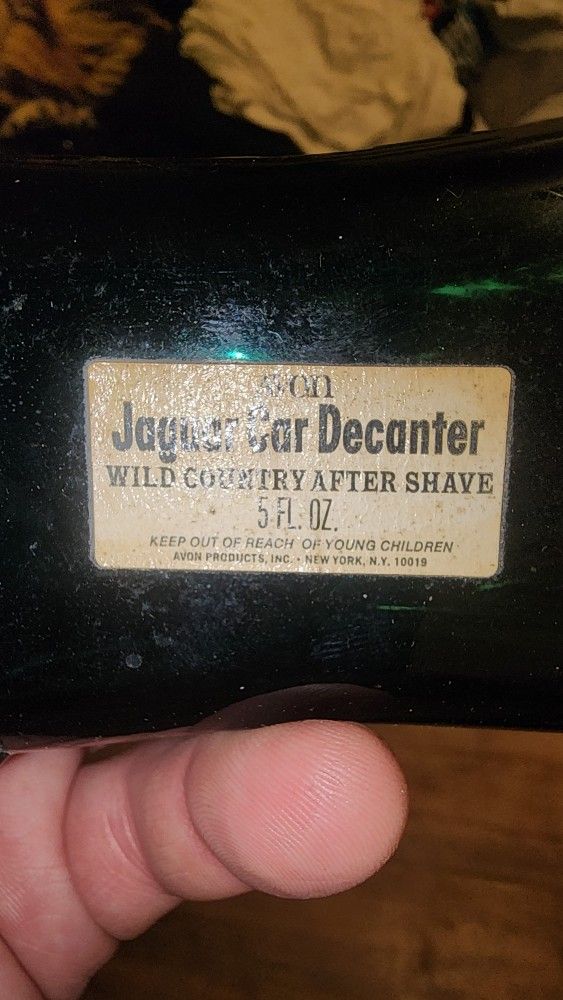 avon
Jaguar Car Decanter
WILD COUNTRY AFTER SHAVE
5 FL. OZ.
KEEP OUT OF REACH OF YOUNG CHILDREN
AVON PRODUCTS, INC. • NEW YORK, N.Y. 10019